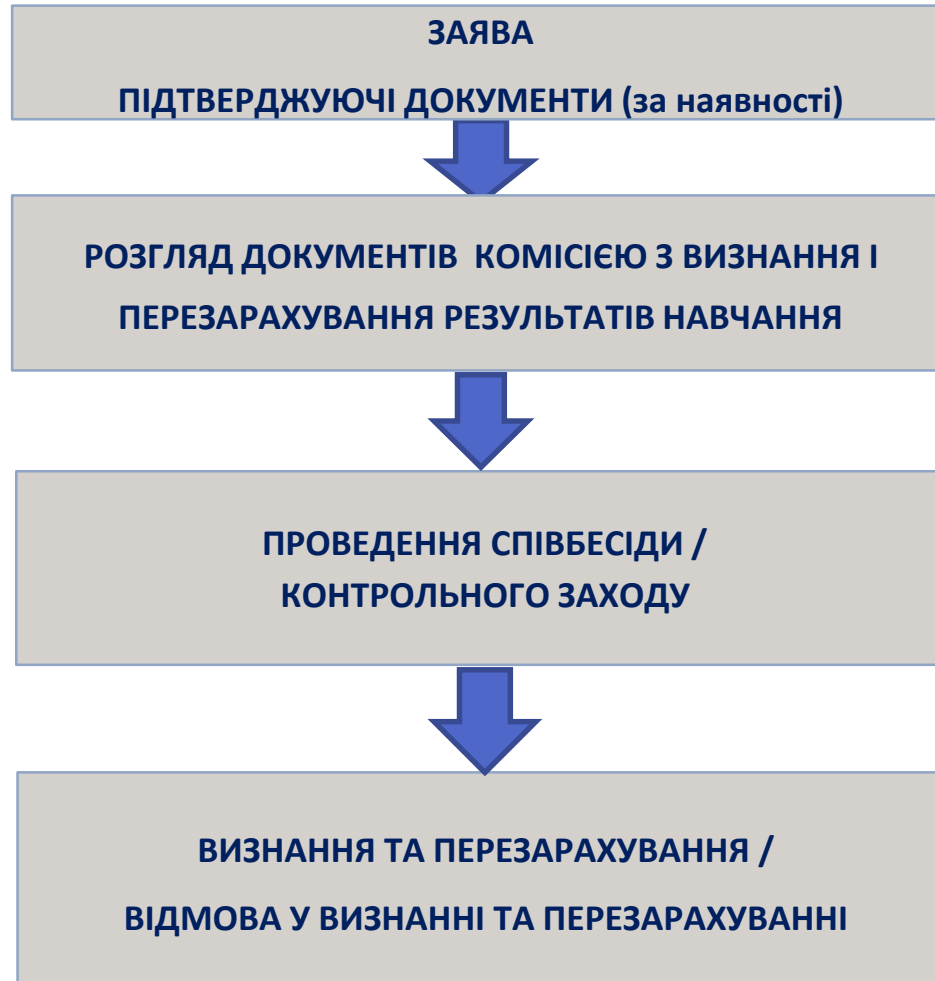 ЗАЯВА
ПІДТВЕРДЖУЮЧІ ДОКУМЕНТИ (за наявності)
РОЗГЛЯД ДОКУМЕНТІВ КОМІСІЄЮ З ВИЗНАННЯ І
ПЕРЕЗАРАХУВАННЯ РЕЗУЛЬТАТІВ НАВЧАННЯ
ПРОВЕДЕННЯ СПІВБЕСІДИ /
КОНТРОЛЬНОГО ЗАХОДУ
ВИЗНАННЯ ТА ПЕРЕЗАРАХУВАННЯ /
ВІДМОВА У ВИЗНАННІ ТА ПЕРЕЗАРАХУВАННІ